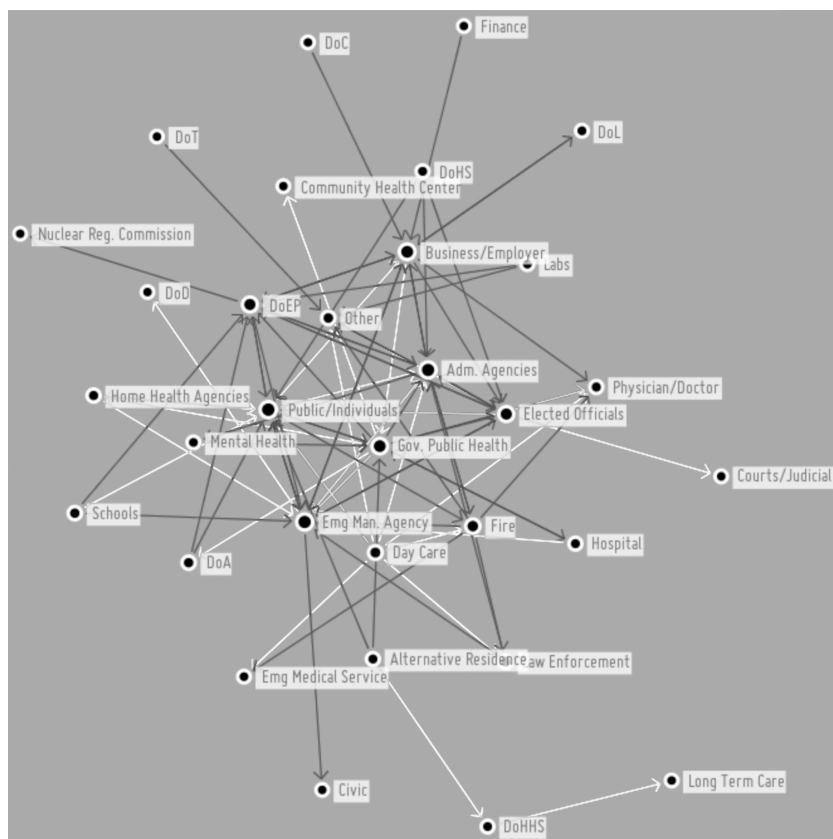 Finance
DoC
DoL
DoT
DoHS
Community Health Center
Nuclear Reg. Commission
Business/Employer
Labs
DoD
DoEP
Other
Adm. Agencies
Physician/Doctor
Home Health Agencies
Public/Individuals
Elected Officials
Mental Health
Gov. Public Health
Courts/Judicial
Schools
Emg Man. Agency
Fire
Hospital
Day Care
DoA
Alternative Residence
Law Enforcement
Emg Medical Service
Long Term Care
Civic
DoHHS